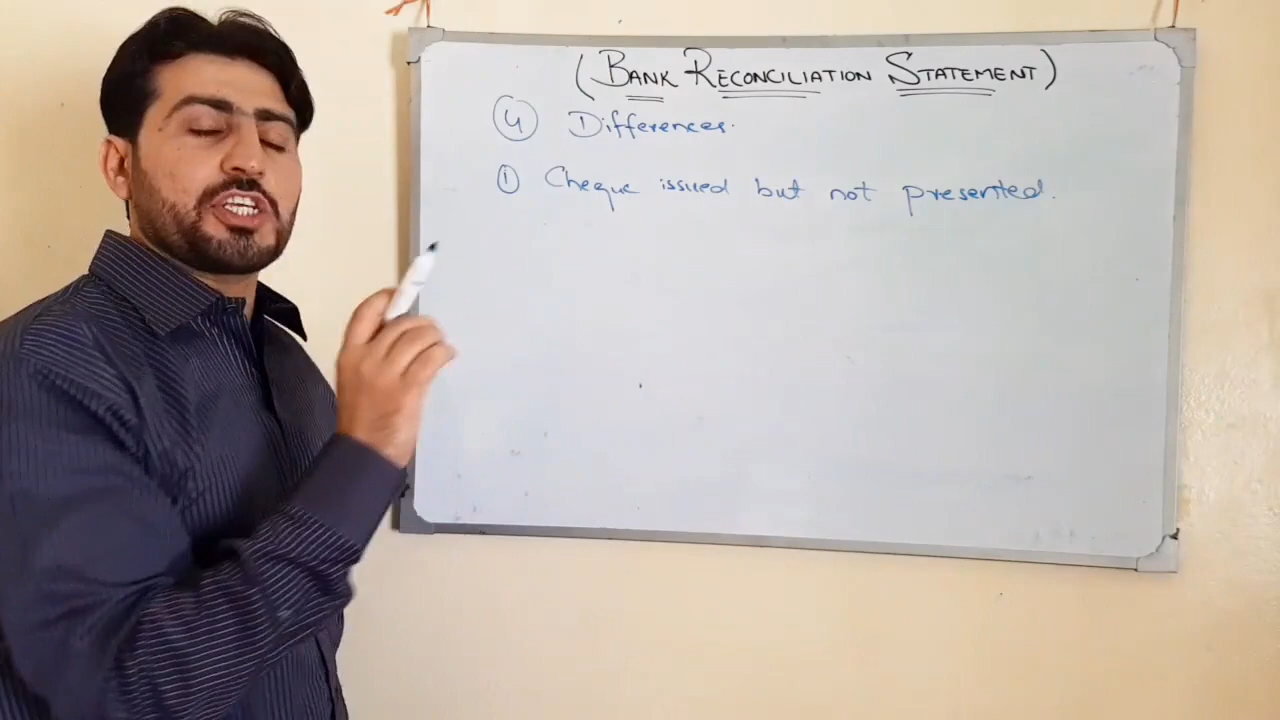 (BANK RECONCILIATION STATEMENT)
4 Differences.
1 Cheque issued but not presented.